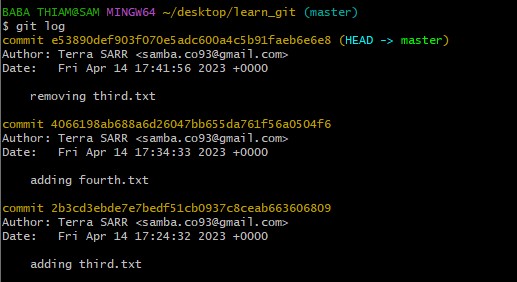 BABA THIAM@SAM MINGW64 ~/desktop/learn_git (master)
$ git log
commit e53890def903f070e5adc600a4c5b91faeb6e6e8 (HEAD -> master)
Author: Terra SARR <samba.co93@gmail.com>
Date:   Fri Apr 14 17:41:56 2023 +0000
    removing third.txt
commit 4066198ab688a6d26047bb655da761f56a0504f6
Author: Terra SARR <samba.co93@gmail.com>
Date:   Fri Apr 14 17:34:33 2023 +0000
    adding fourth.txt
commit 2b3cd3ebde7e7bedf51cb0937c8ceab663606809
Author: Terra SARR <samba.co93@gmail.com>
Date:   Fri Apr 14 17:24:32 2023 +0000
    adding third.txt